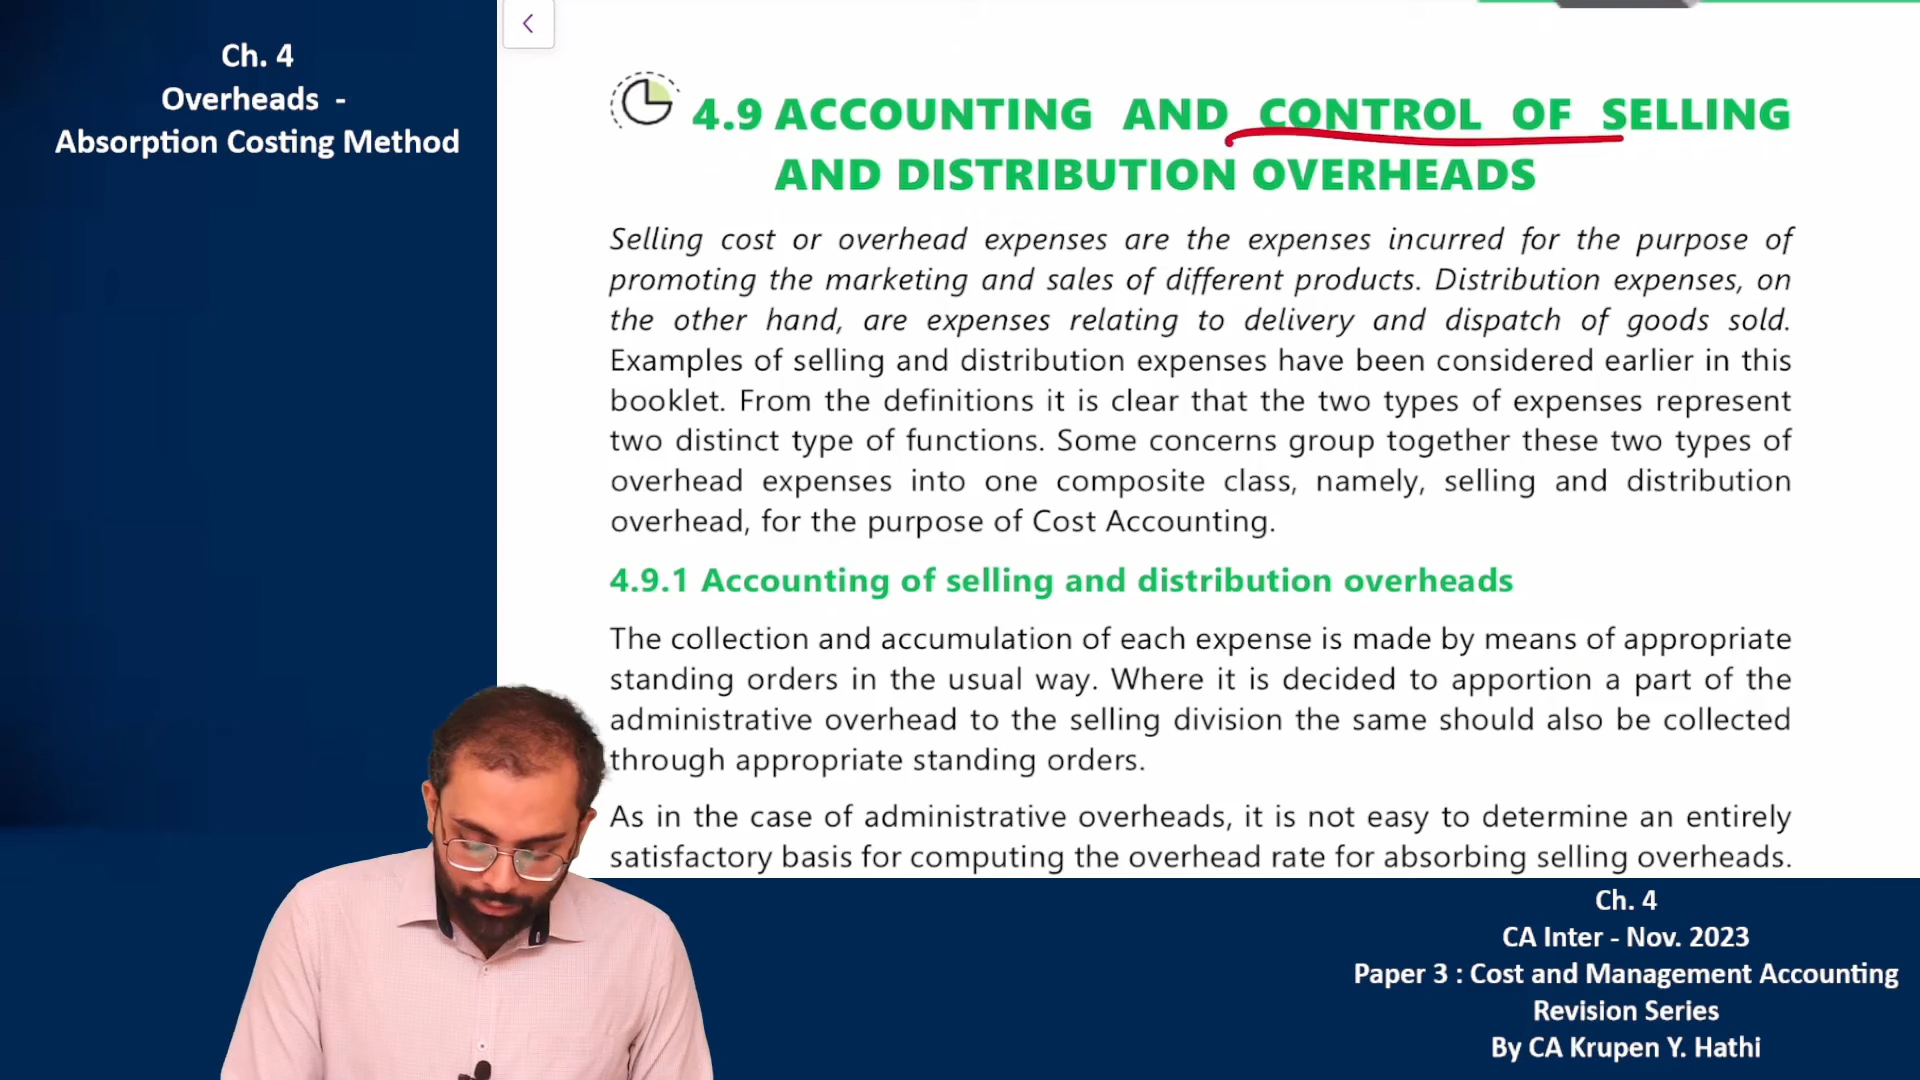 Ch. 4
Overheads -
Absorption Costing Method
4.9 ACCOUNTING AND CONTROL OF SELLING
AND DISTRIBUTION OVERHEADS
Selling cost or overhead expenses are the expenses incurred for the purpose of
promoting the marketing and sales of different products. Distribution expenses, on
the other hand, are expenses relating to delivery and dispatch of goods sold.
Examples of selling and distribution expenses have been considered earlier in this
booklet. From the definitions it is clear that the two types of expenses represent
two distinct type of functions. Some concerns group together these two types of
overhead expenses into one composite class, namely, selling and distribution
overhead, for the purpose of Cost Accounting.
4.9.1 Accounting of selling and distribution overheads
The collection and accumulation of each expense is made by means of appropriate
standing orders in the usual way. Where it is decided to apportion a part of the
administrative overhead to the selling division the same should also be collected
through appropriate standing orders.
As in the case of administrative overheads, it is not easy to determine an entirely
satisfactory basis for computing the overhead rate for absorbing selling overheads.
Ch. 4
CA Inter - Nov. 2023
Paper 3 : Cost and Management Accounting
Revision Series
By CA Krupen Y. Hathi